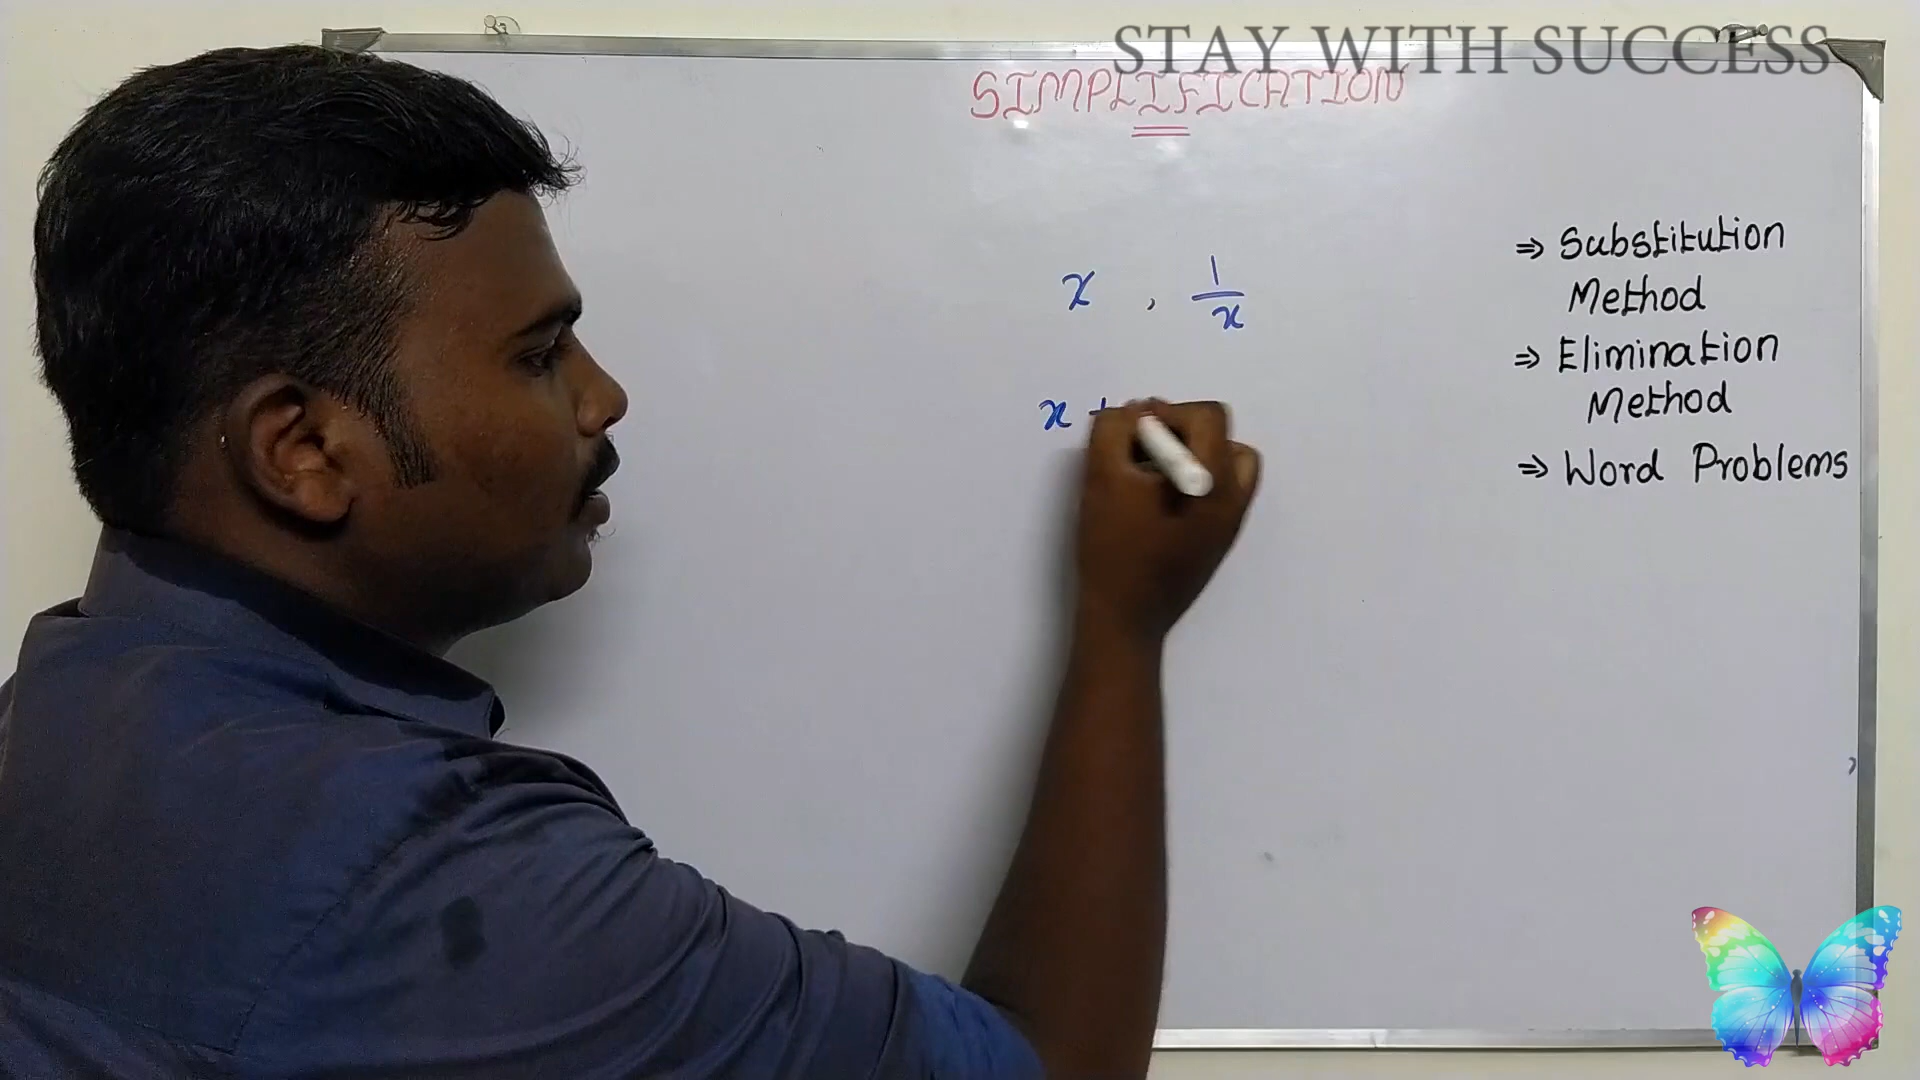 STAY WITH SUCCESS
SIMPLIFICATION
x , 1/x
x +
⇒ Substitution
Method
⇒ Elimination
Method
⇒ Word Problems